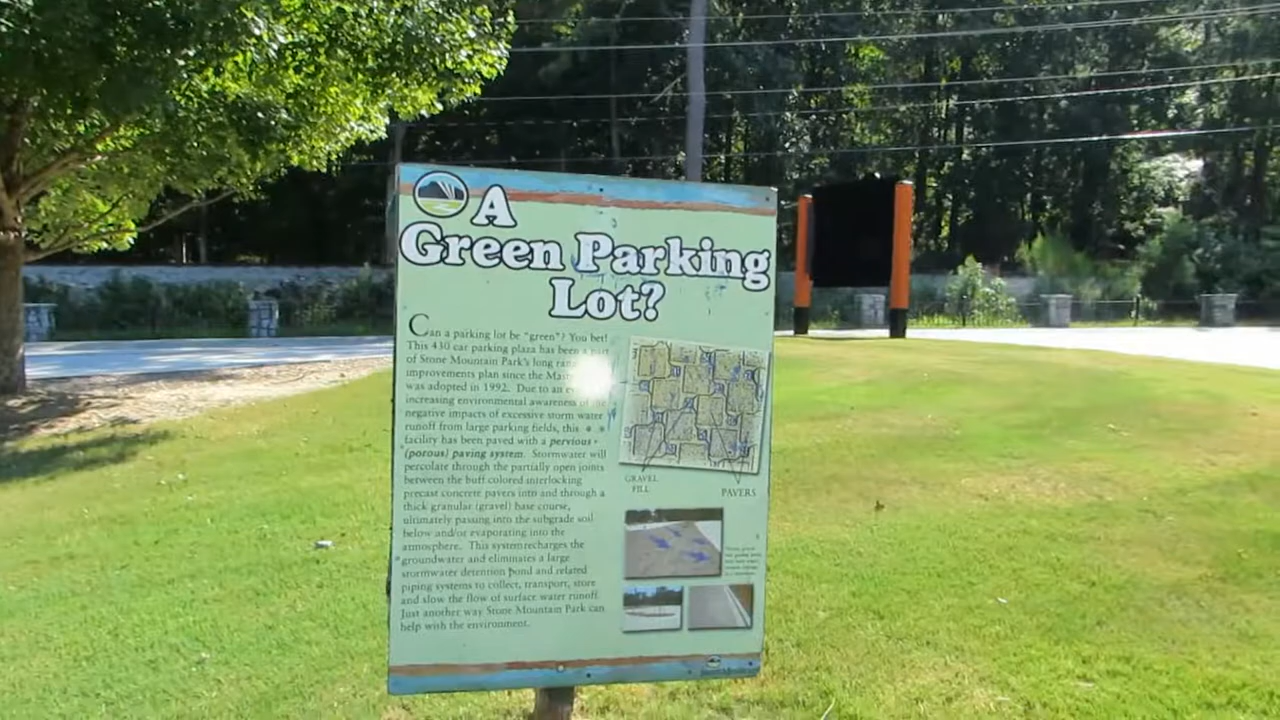 A
Green Parking
Lot?
Can a parking lot be "green"? You bet!
This 430 car parking plaza has been a part
of Stone Mountain Park's long
improvements plan since the
was adopted in 1992. Due to an
increasing environmental awareness of the
negative impacts of excessive storm water
runoff from large parking fields, this
facility has been paved with a pervious
(porous) paving system. Stormwater will
percolate through the partially open joints
between the buff colored interlocking
precast concrete pavers into and through a
thick granular (gravel) base course,
ultimately passing into the subgrade soil
below and/or evaporating into the
atmosphere. This system recharges the
groundwater and eliminates a large
stormwater detention pond and related
piping systems to collect, transport, store
and slow the flow of surface water runoff.
Just another way Stone Mountain Park can
help with the environment.
GRAVEL
FILL
PAVERS